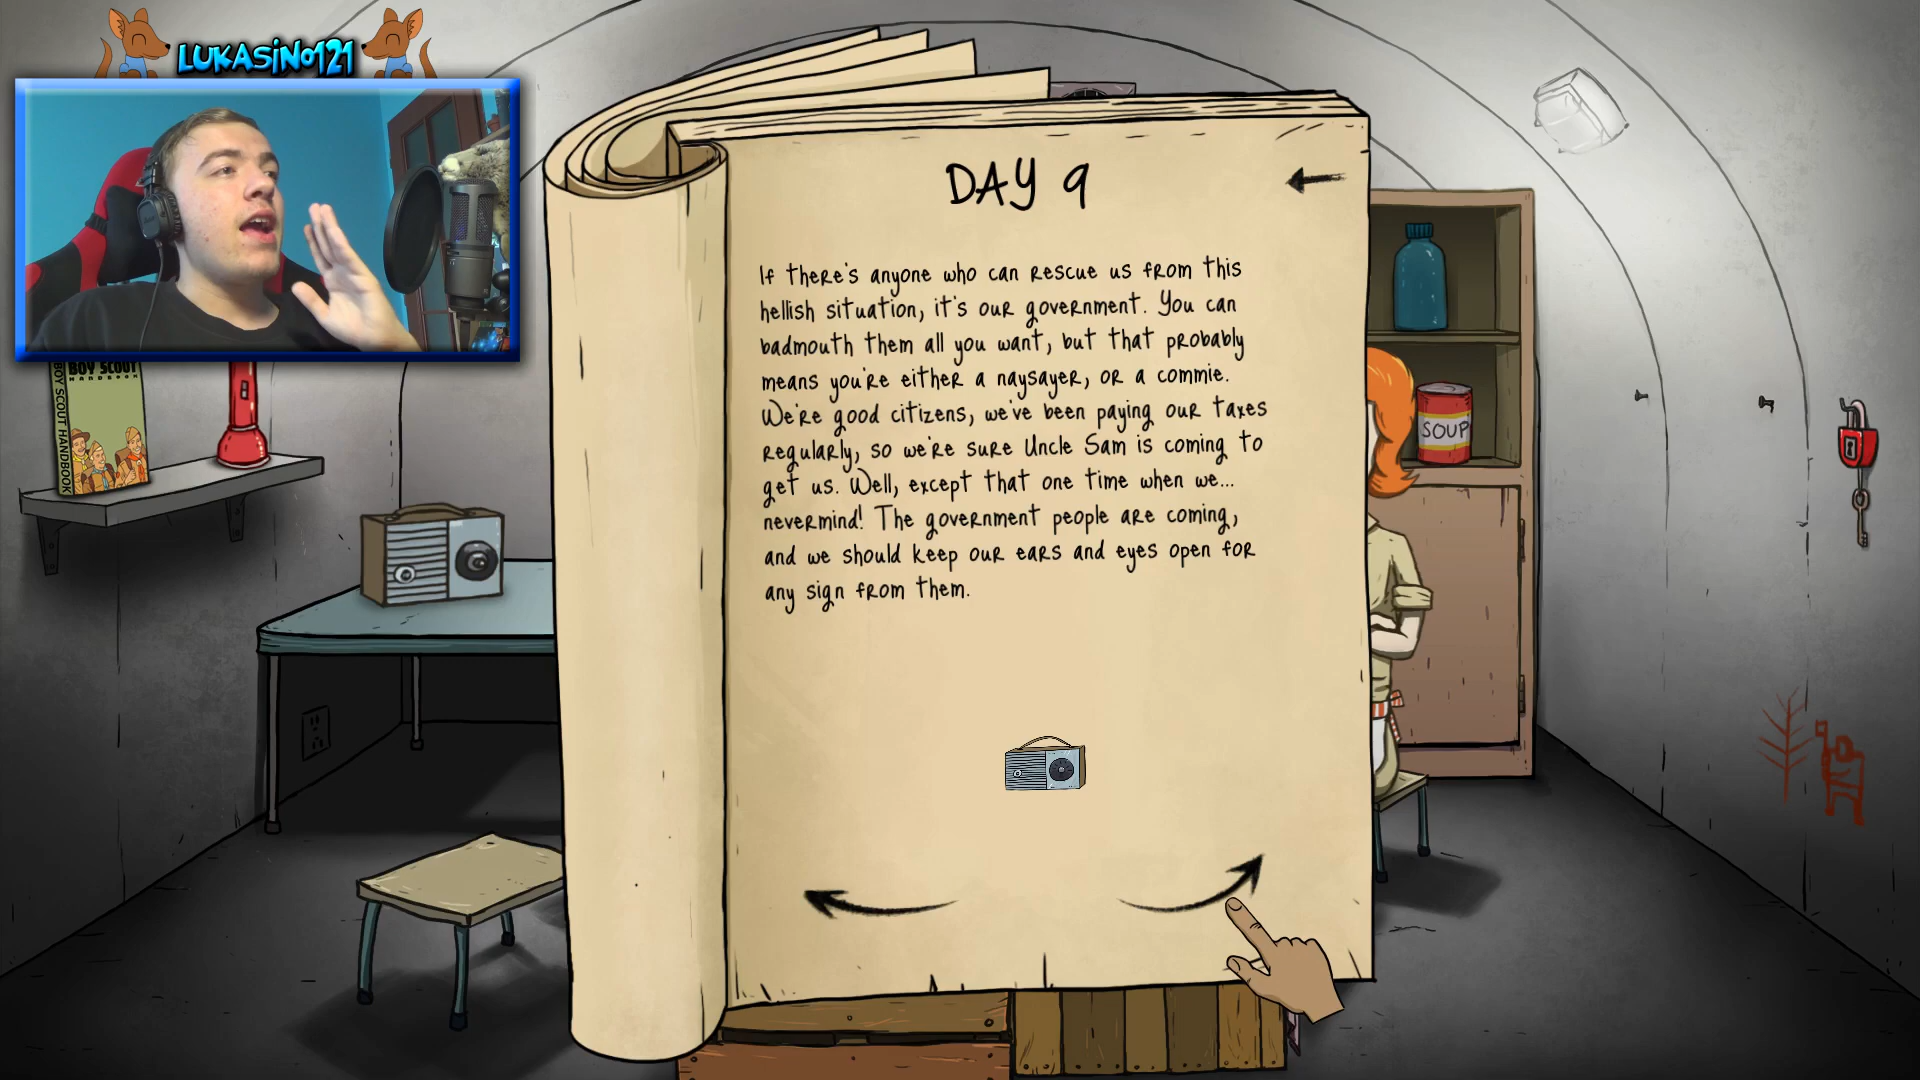 LUKASINO121
BOY SCOUT
HANDBOOK
BOY SCOUT HANDBOOK
DAY 9
If there's anyone who can rescue us from this
hellish situation, it's our government. You can
badmouth them all you want, but that probably
means you're either a naysayer, or a commie.
We're good citizens, we've been paying our taxes
regularly, so we're sure Uncle Sam is coming to
get us. Well, except that one time when we...
nevermind! The government people are coming,
and we should keep our ears and eyes open for
any sign from them.
SOUP